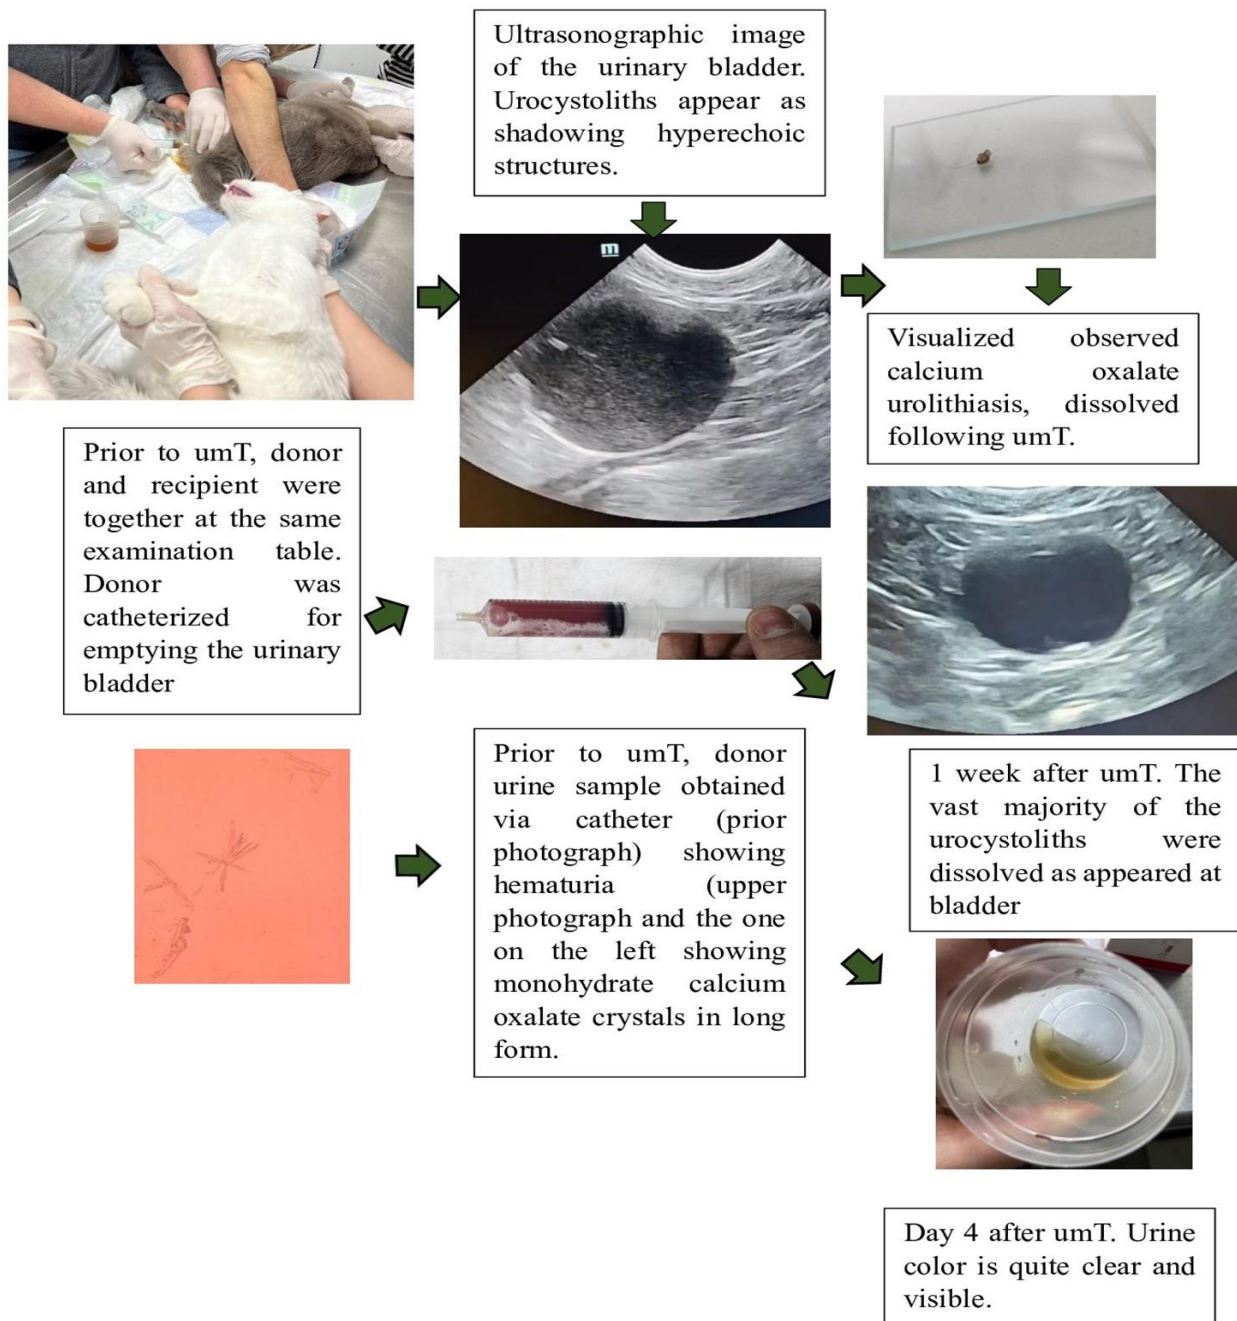 Ultrasonographic image
of the urinary bladder.
Urocystoliths appear as
shadowing hyperechoic
structures.
m
Visualized observed
calcium oxalate
urolithiasis, dissolved
following umT.
Prior to umT, donor
and recipient were
together at the same
examination table.
Donor was
catheterized for
emptying the urinary
bladder
Prior to umT, donor
urine sample obtained
via catheter (prior
photograph) showing
hematuria (upper
photograph and the one
on the left showing
monohydrate calcium
oxalate crystals in long
form.
1 week after umT. The
vast majority of the
urocystoliths were
dissolved as appeared at
bladder
Day 4 after umT. Urine
color is quite clear and
visible.